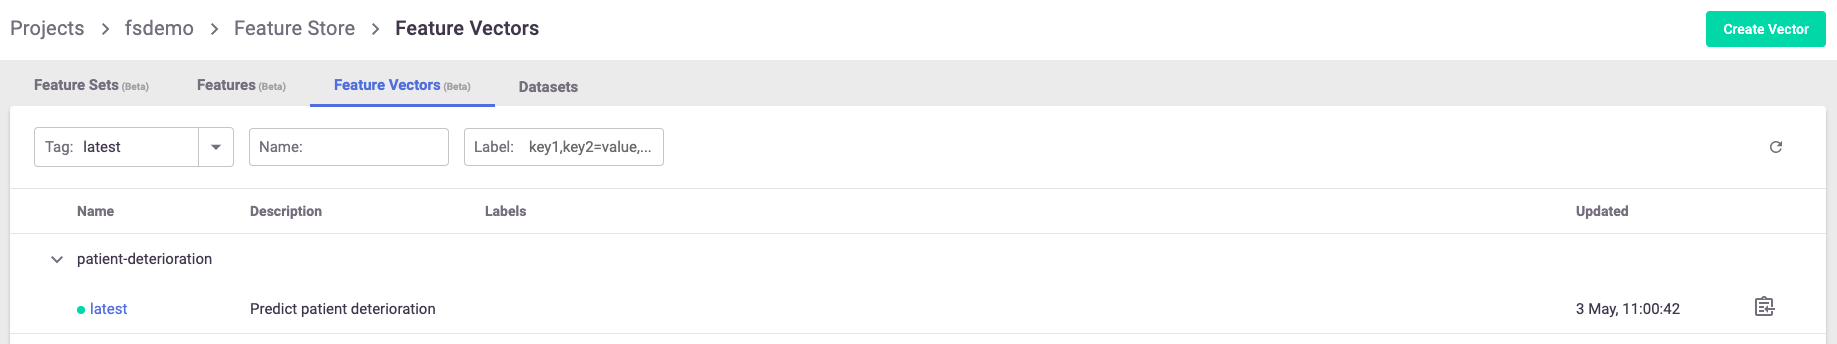 Projects > fsdemo > Feature Store > Feature Vectors
Create Vector
Feature Sets (Beta) Features (Beta) Feature Vectors (Beta) Datasets
Tag: latest Name: Label: key1,key2=value,...
Name Description Labels Updated
patient-deterioration
latest Predict patient deterioration 3 May, 11:00:42